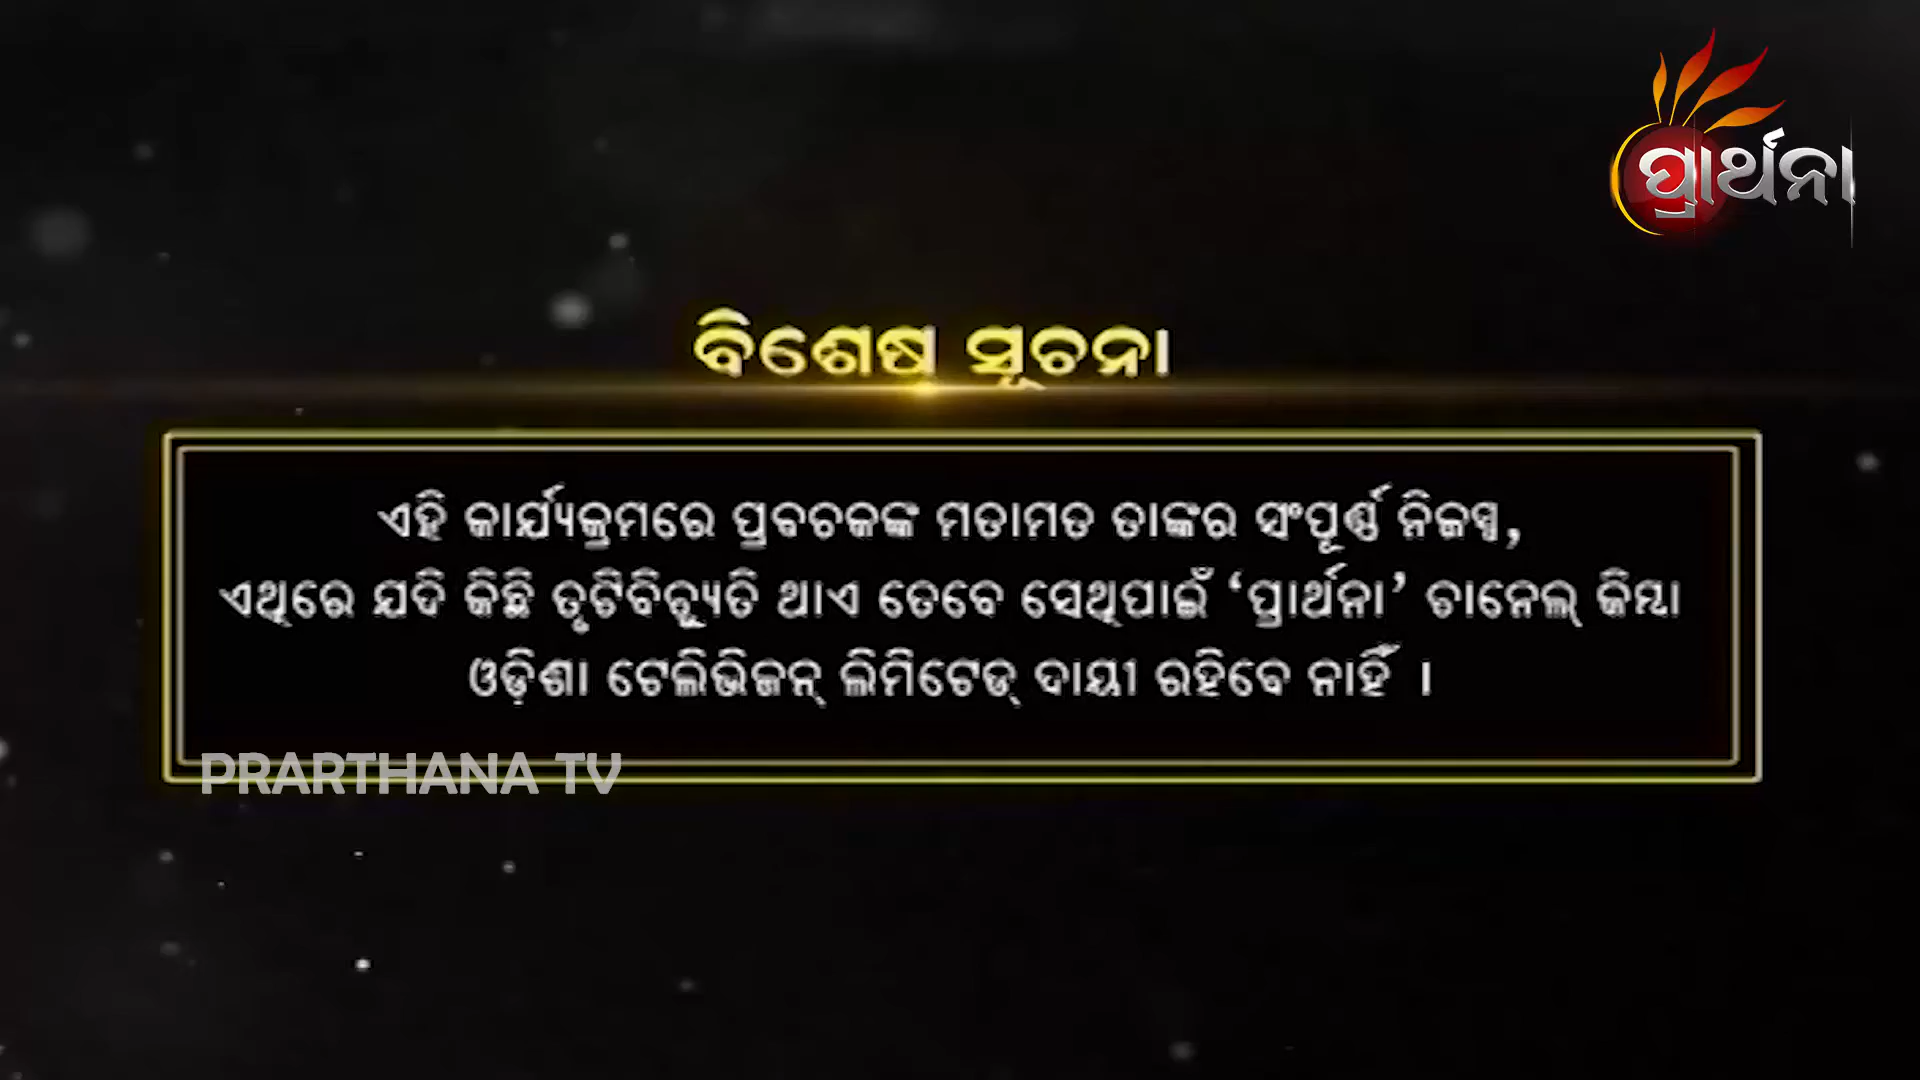 ପ୍ରାର୍ଥନା
ବିଶେଷ ସୂଚନା
ଏହି କାର୍ଯ୍ୟକ୍ରମରେ ପ୍ରବଚକଙ୍କ ମତାମତ ତାଙ୍କର ସଂପୂର୍ଣ୍ଣ ନିଜସ୍ୱ,
ଏଥିରେ ଯଦି କିଛି ତୃଟିବିଚ୍ୟୁତି ଥାଏ ତେବେ ସେଥିପାଇଁ ‘ପ୍ରାର୍ଥନା’ ଚାନେଲ୍ କିମ୍ବା
ଓଡ଼ିଶା ଟେଲିଭିଜନ୍ ଲିମିଟେଡ୍ ଦାୟୀ ରହିବେ ନାହିଁ ।
PRARTHANA TV